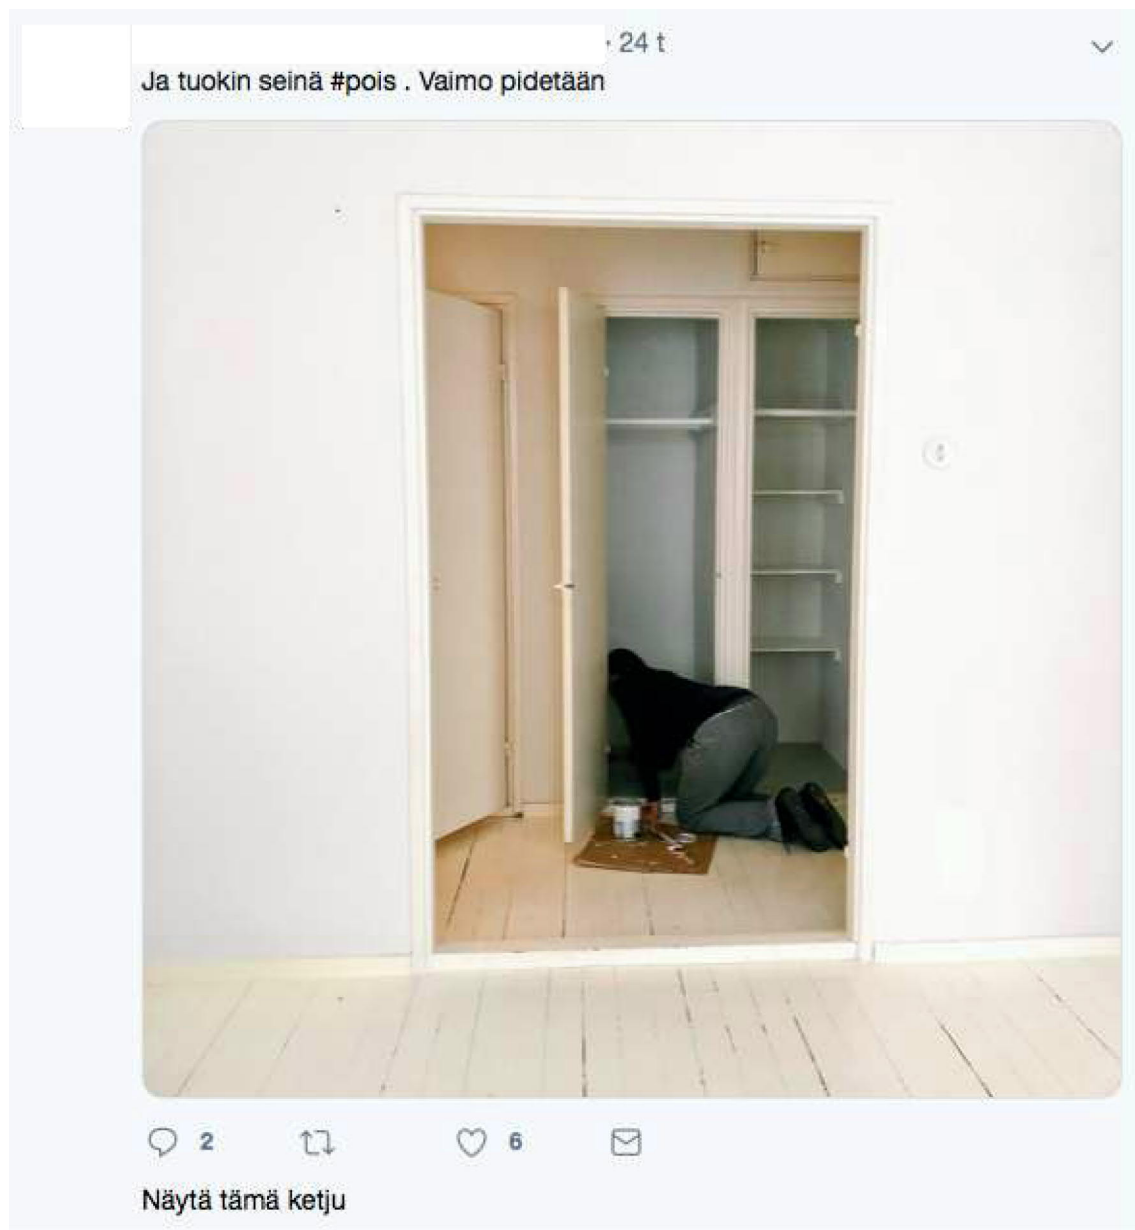 · 24 t
Ja tuokin seinä #pois . Vaimo pidetään
2
6
Näytä tämä ketju